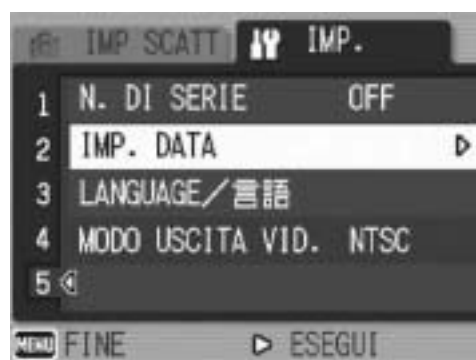 IMP SCATT IMP.
1 N. DI SERIE OFF
2 IMP. DATA
3 LANGUAGE/言語
4 MODO USCITA VID. NTSC
5
MENU FINE ESEGUI